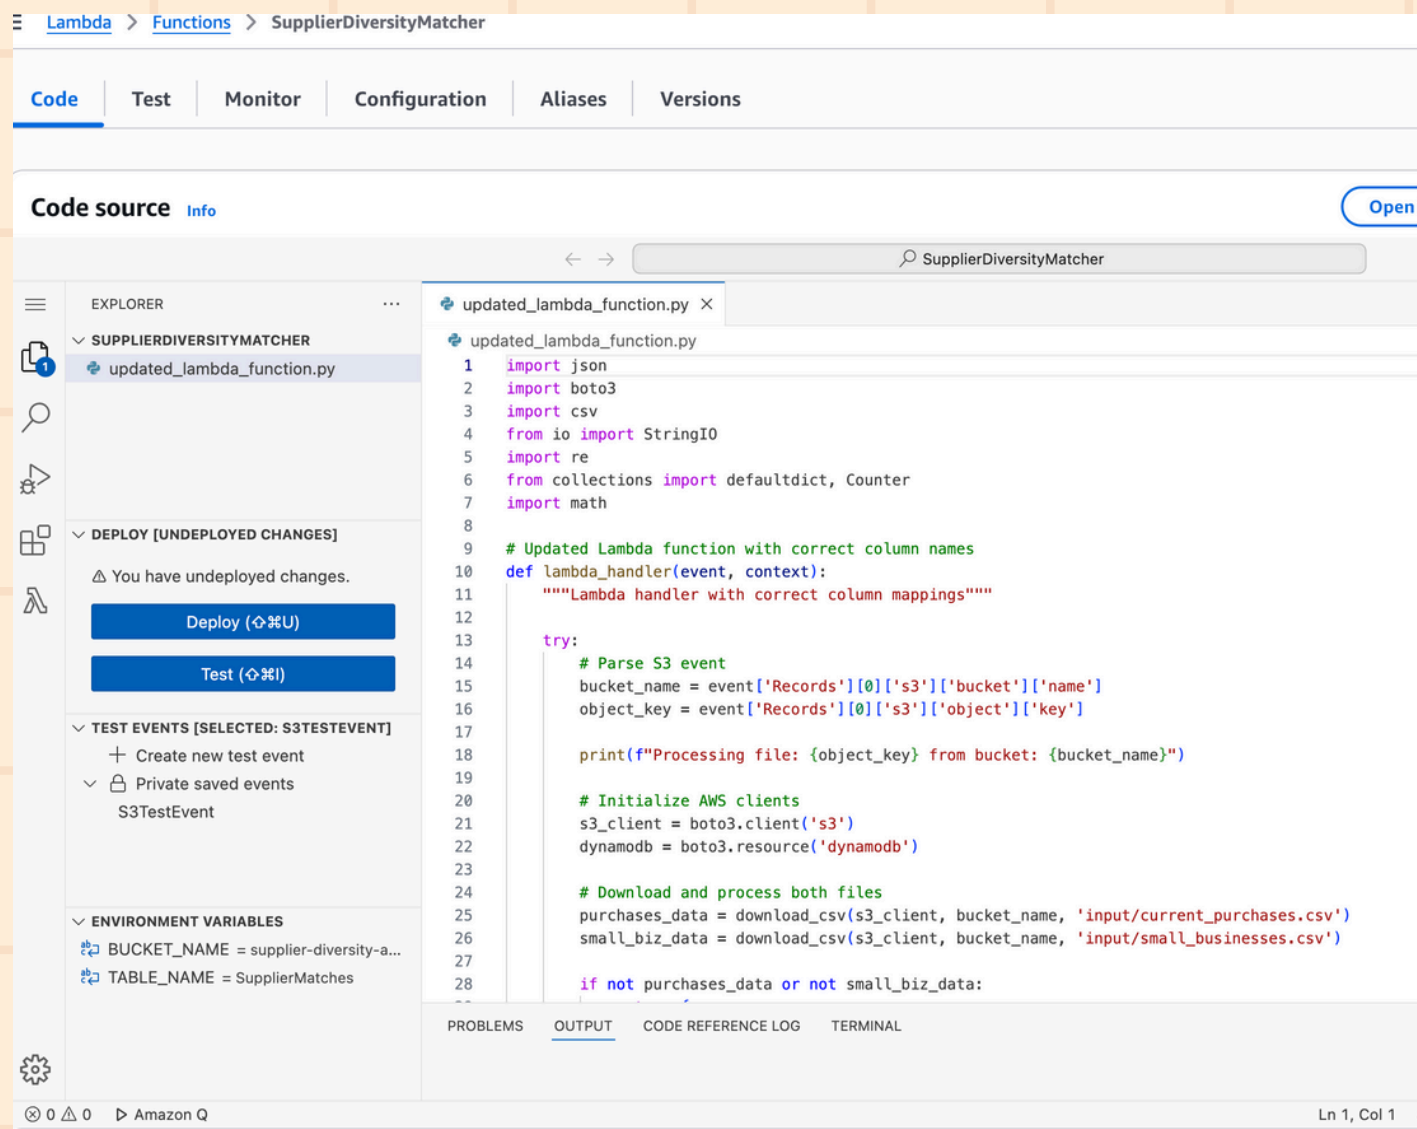 Lambda > Functions > SupplierDiversityMatcher
Code Test Monitor Configuration Aliases Versions
Code source Info
Open
SupplierDiversityMatcher
EXPLORER ...
SUPPLIERDIVERSITYMATCHER
updated_lambda_function.py
1
DEPLOY [UNDEPLOYED CHANGES]
You have undeployed changes.
Deploy (⇧⌘U)
Test (⇧⌘I)
TEST EVENTS [SELECTED: S3TESTEVENT]
+ Create new test event
Private saved events
S3TestEvent
ENVIRONMENT VARIABLES
BUCKET_NAME = supplier-diversity-a...
TABLE_NAME = SupplierMatches
updated_lambda_function.py ×
updated_lambda_function.py
1 import json
2 import boto3
3 import csv
4 from io import StringIO
5 import re
6 from collections import defaultdict, Counter
7 import math
8
9 # Updated Lambda function with correct column names
10 def lambda_handler(event, context):
11 """Lambda handler with correct column mappings"""
12
13 try:
14 # Parse S3 event
15 bucket_name = event['Records'][0]['s3']['bucket']['name']
16 object_key = event['Records'][0]['s3']['object']['key']
17
18 print(f"Processing file: {object_key} from bucket: {bucket_name}")
19
20 # Initialize AWS clients
21 s3_client = boto3.client('s3')
22 dynamodb = boto3.resource('dynamodb')
23
24 # Download and process both files
25 purchases_data = download_csv(s3_client, bucket_name, 'input/current_purchases.csv')
26 small_biz_data = download_csv(s3_client, bucket_name, 'input/small_businesses.csv')
27
28 if not purchases_data or not small_biz_data:
PROBLEMS OUTPUT CODE REFERENCE LOG TERMINAL
0 0 Amazon Q
Ln 1, Col 1